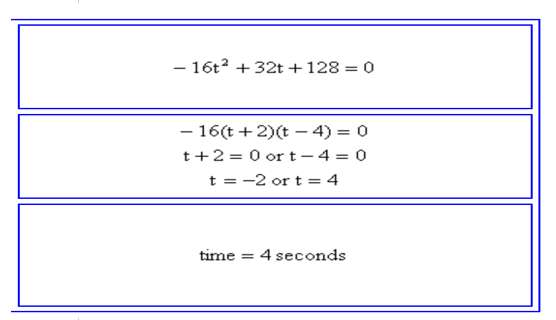 − 16t² + 32t + 128 = 0
− 16(t + 2)(t − 4) = 0
t + 2 = 0 or t − 4 = 0
t = −2 or t = 4
time = 4 seconds